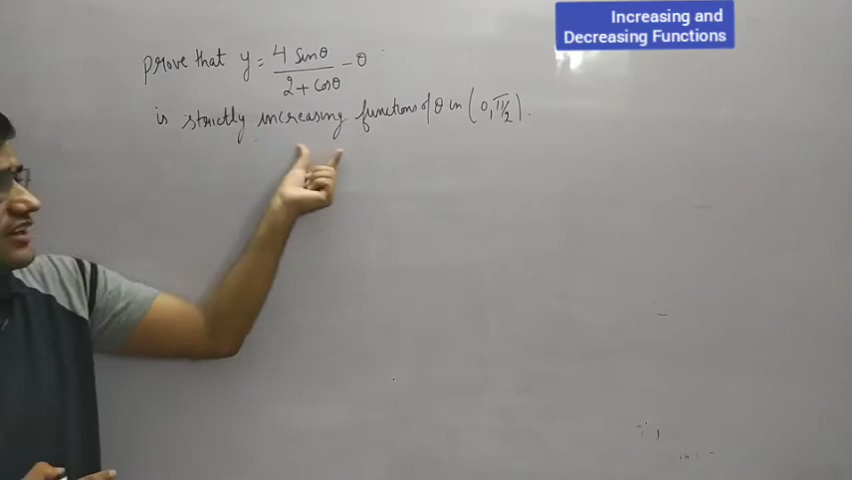 Increasing and
Decreasing Functions
Prove that y = 4 sinθ / 2 + cosθ - θ
is strictly increasing functions of θ in (0, π/2).